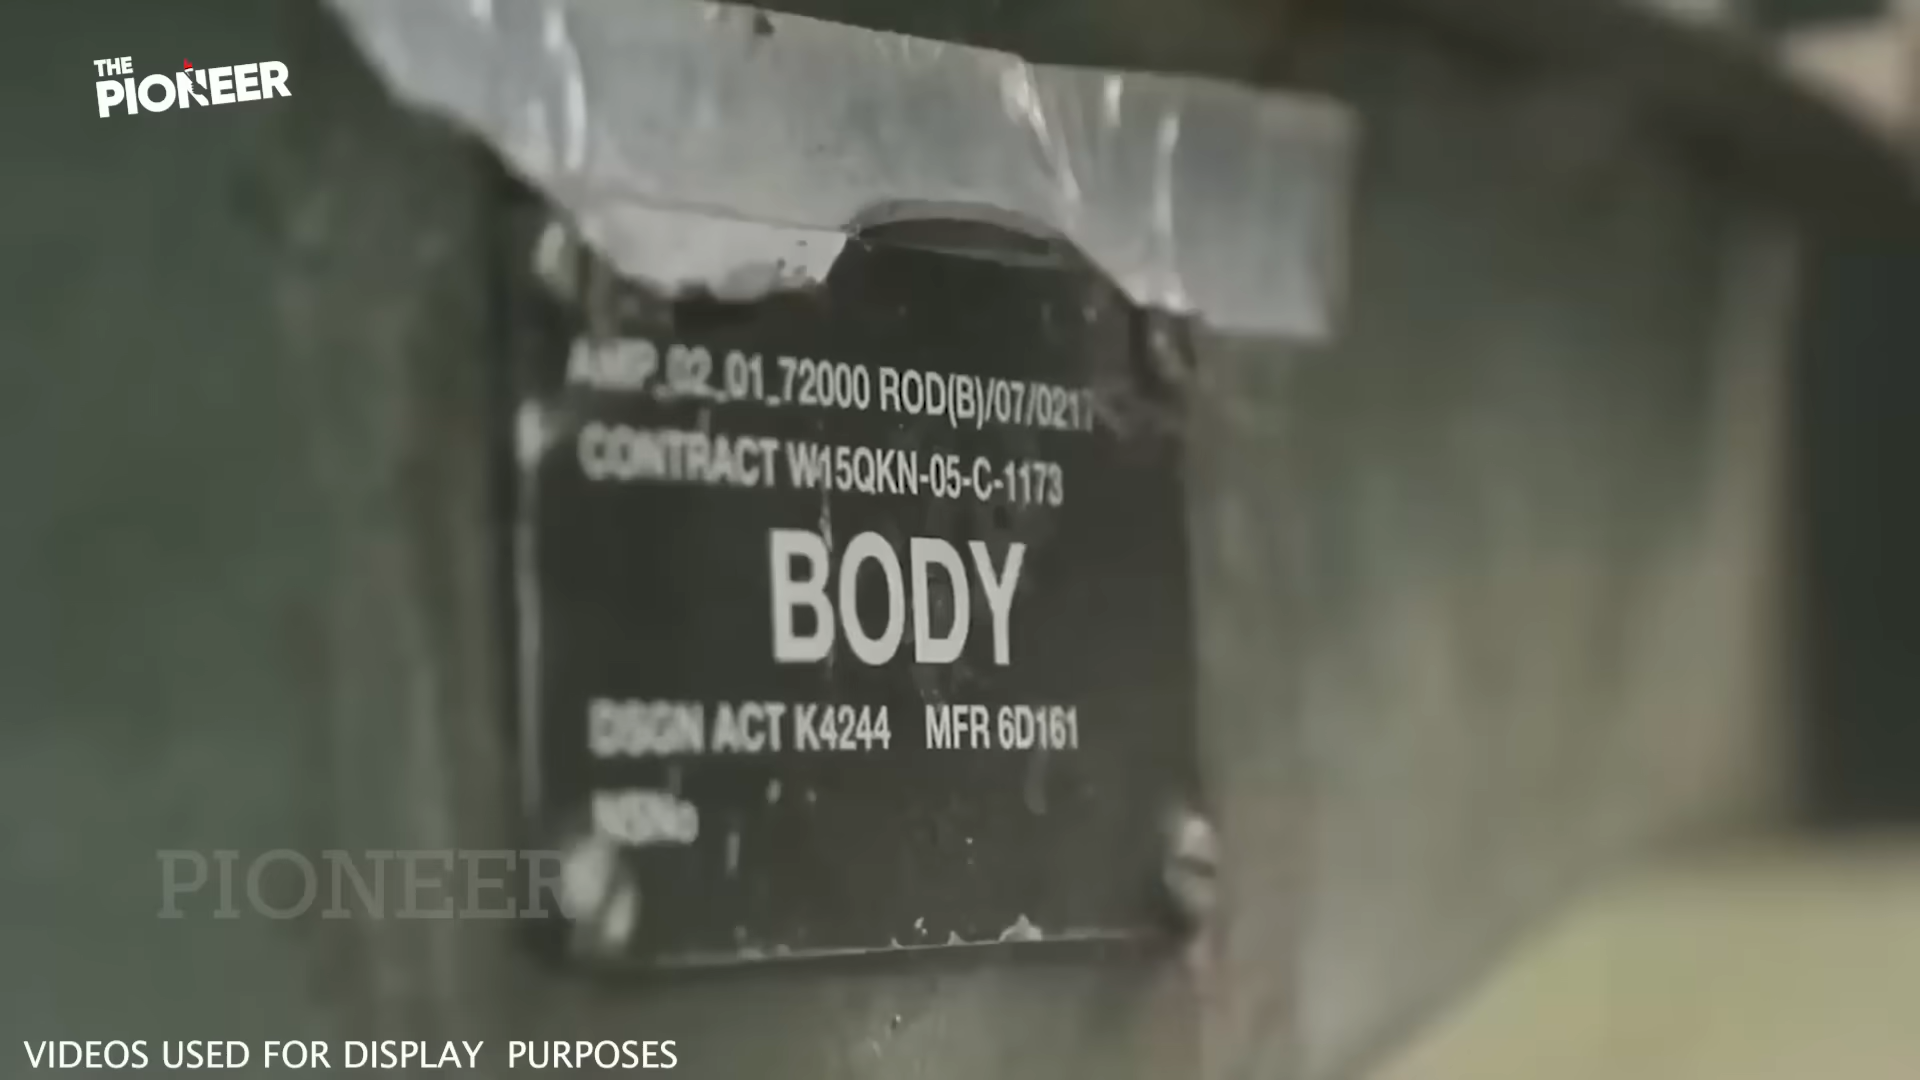 THE
PIONEER
AMP_02_01_72000 ROD(B)/07/0217
CONTRACT W15QKN-05-C-1173
BODY
DSGN ACT K4244 MFR 6D161
NSNo
PIONEER
VIDEOS USED FOR DISPLAY PURPOSES